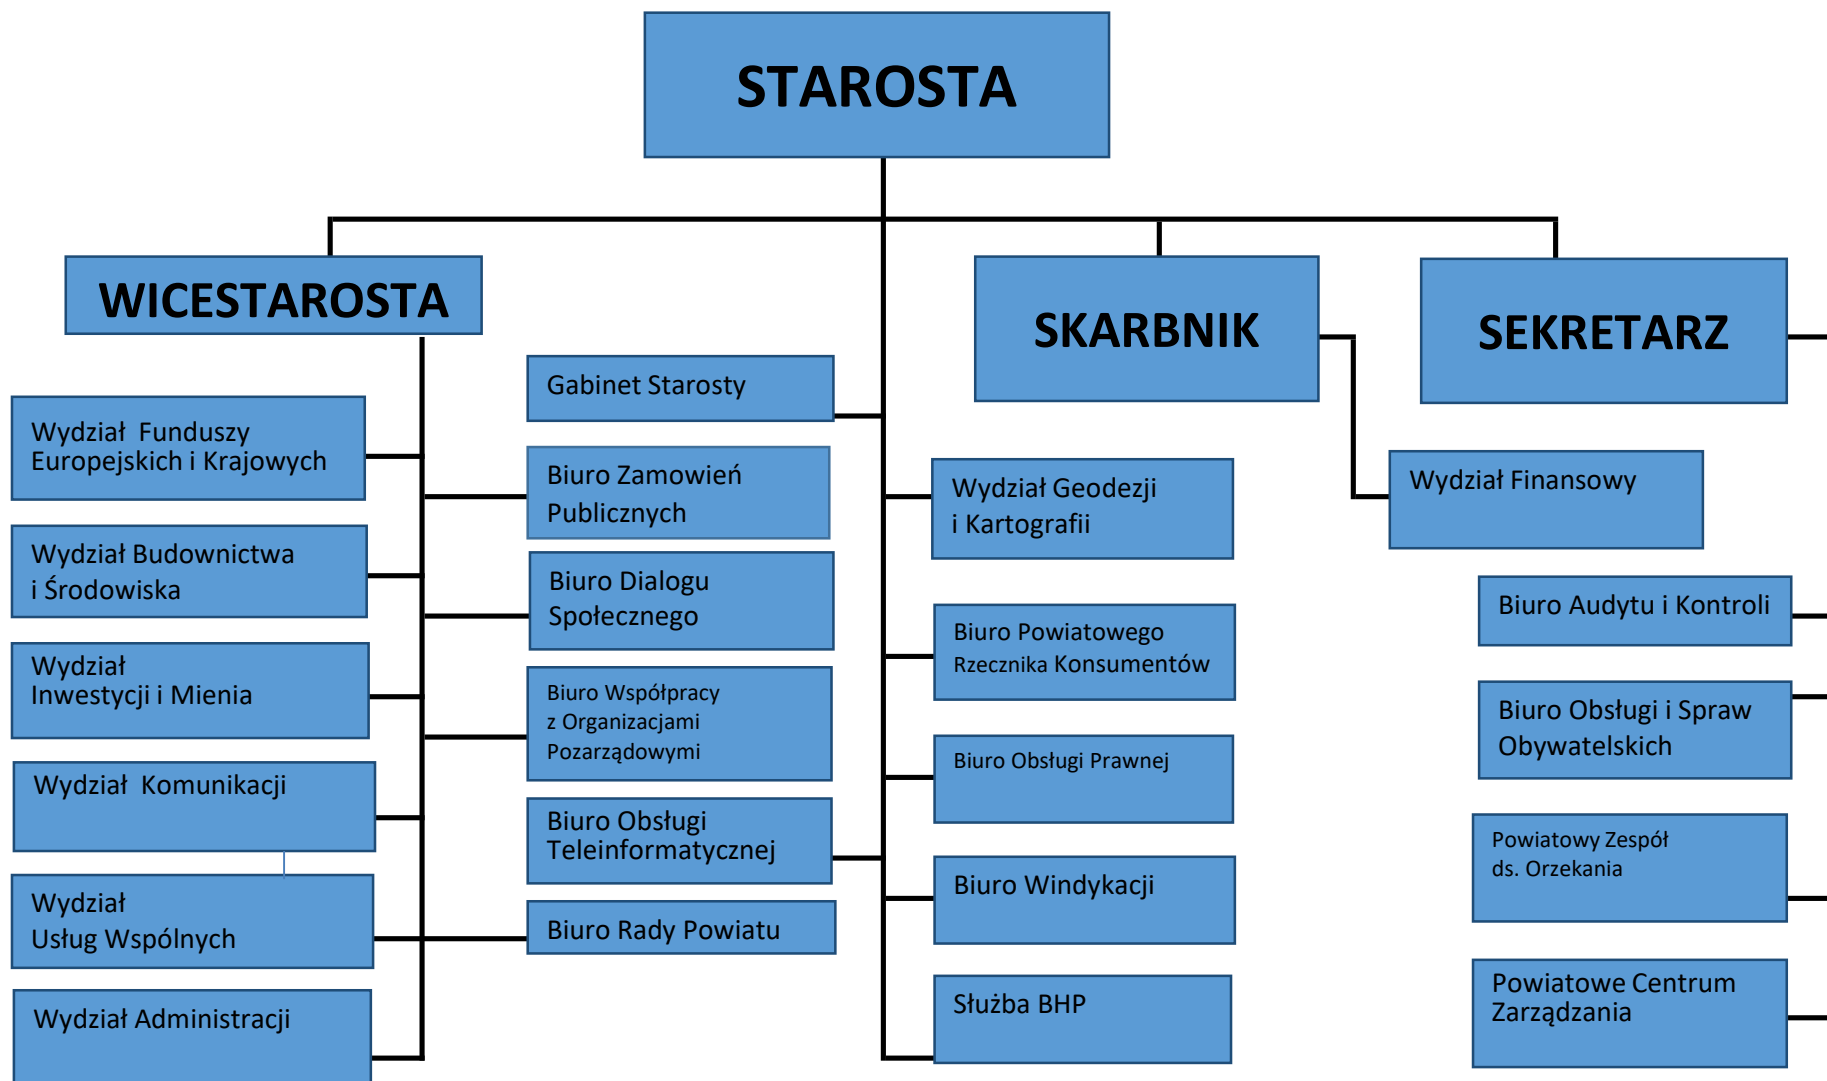 STAROSTA
WICESTAROSTA
SKARBNIK
SEKRETARZ
Wydział Funduszy
Europejskich i Krajowych
Wydział Budownictwa
i Środowiska
Wydział
Inwestycji i Mienia
Wydział Komunikacji
Wydział
Usług Wspólnych
Wydział Administracji
Gabinet Starosty
Biuro Zamowień
Publicznych
Biuro Dialogu
Społecznego
Biuro Współpracy
z Organizacjami
Pozarządowymi
Biuro Obsługi
Teleinformatycznej
Biuro Rady Powiatu
Wydział Geodezji
i Kartografii
Biuro Powiatowego
Rzecznika Konsumentów
Biuro Obsługi Prawnej
Biuro Windykacji
Służba BHP
Wydział Finansowy
Biuro Audytu i Kontroli
Biuro Obsługi i Spraw
Obywatelskich
Powiatowy Zespół
ds. Orzekania
Powiatowe Centrum
Zarządzania